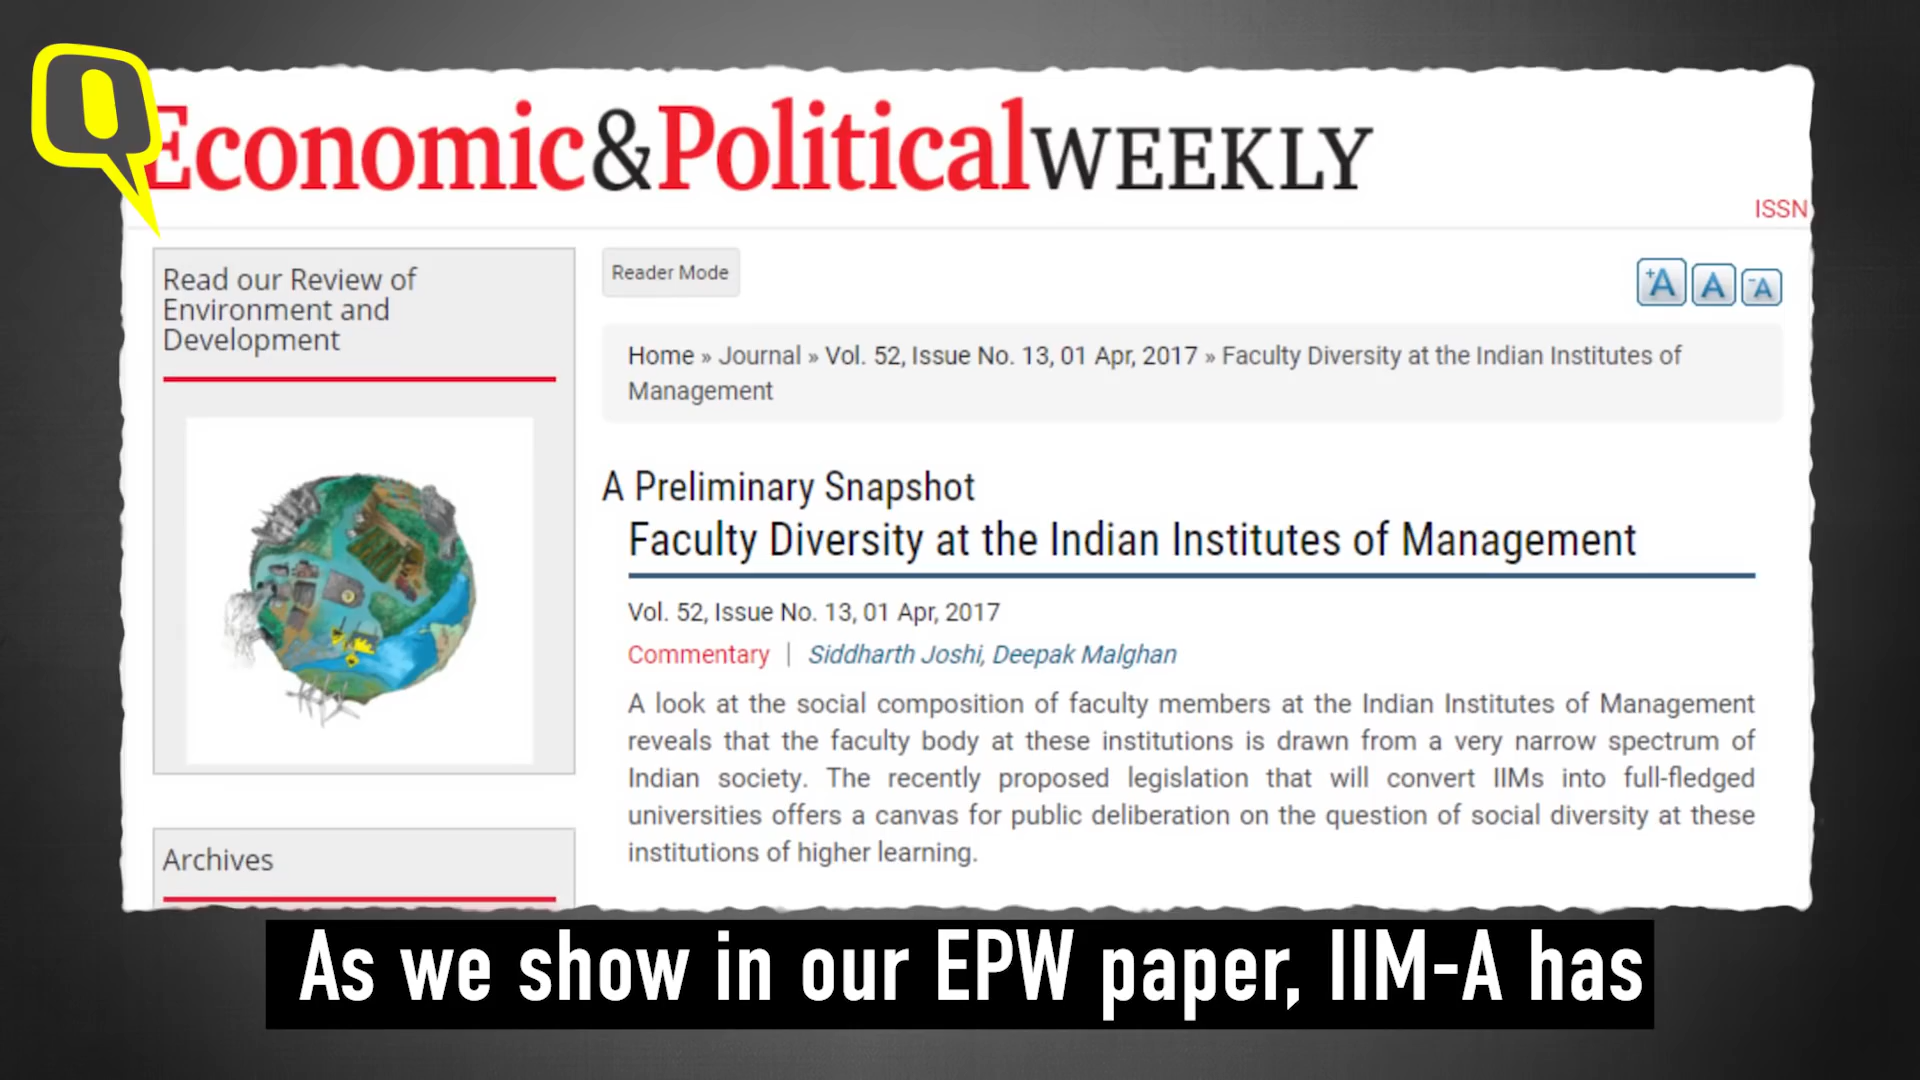 Economic&PoliticalWEEKLY
ISSN
Read our Review of
Environment and
Development
Archives
Reader Mode
+A A -A
Home » Journal » Vol. 52, Issue No. 13, 01 Apr, 2017 » Faculty Diversity at the Indian Institutes of
Management
A Preliminary Snapshot
Faculty Diversity at the Indian Institutes of Management
Vol. 52, Issue No. 13, 01 Apr, 2017
Commentary | Siddharth Joshi, Deepak Malghan
A look at the social composition of faculty members at the Indian Institutes of Management
reveals that the faculty body at these institutions is drawn from a very narrow spectrum of
Indian society. The recently proposed legislation that will convert IIMs into full-fledged
universities offers a canvas for public deliberation on the question of social diversity at these
institutions of higher learning.
As we show in our EPW paper, IIM-A has